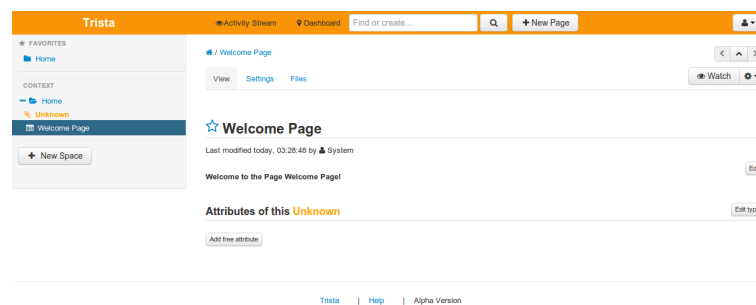 Trista Activity Stream Dashboard Find or create... + New Page
FAVORITES
Home
CONTEXT
Home
Unknown
Welcome Page
+ New Space
/ Welcome Page
View Settings Files
Watch
Welcome Page
Last modified today, 03:28:48 by System
Welcome to the Page Welcome Page!
Attributes of this Unknown
Edit typ
Add free attribute
Trista | Help | Alpha Version